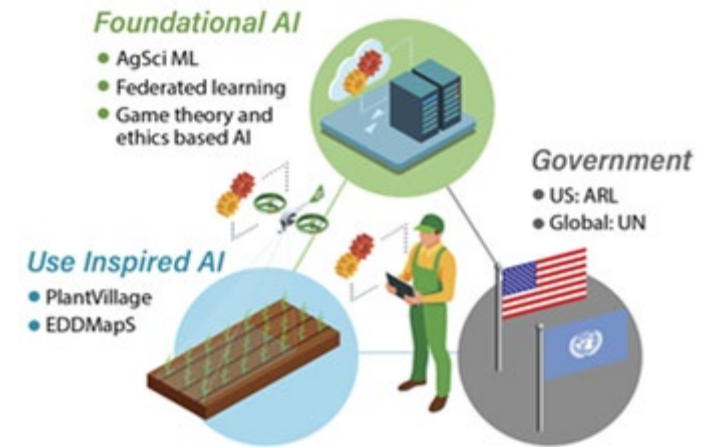 Foundational AI
AgSci ML
Federated learning
Game theory and
ethics based AI
Government
US: ARL
Global: UN
Use Inspired AI
PlantVillage
EDDMapS